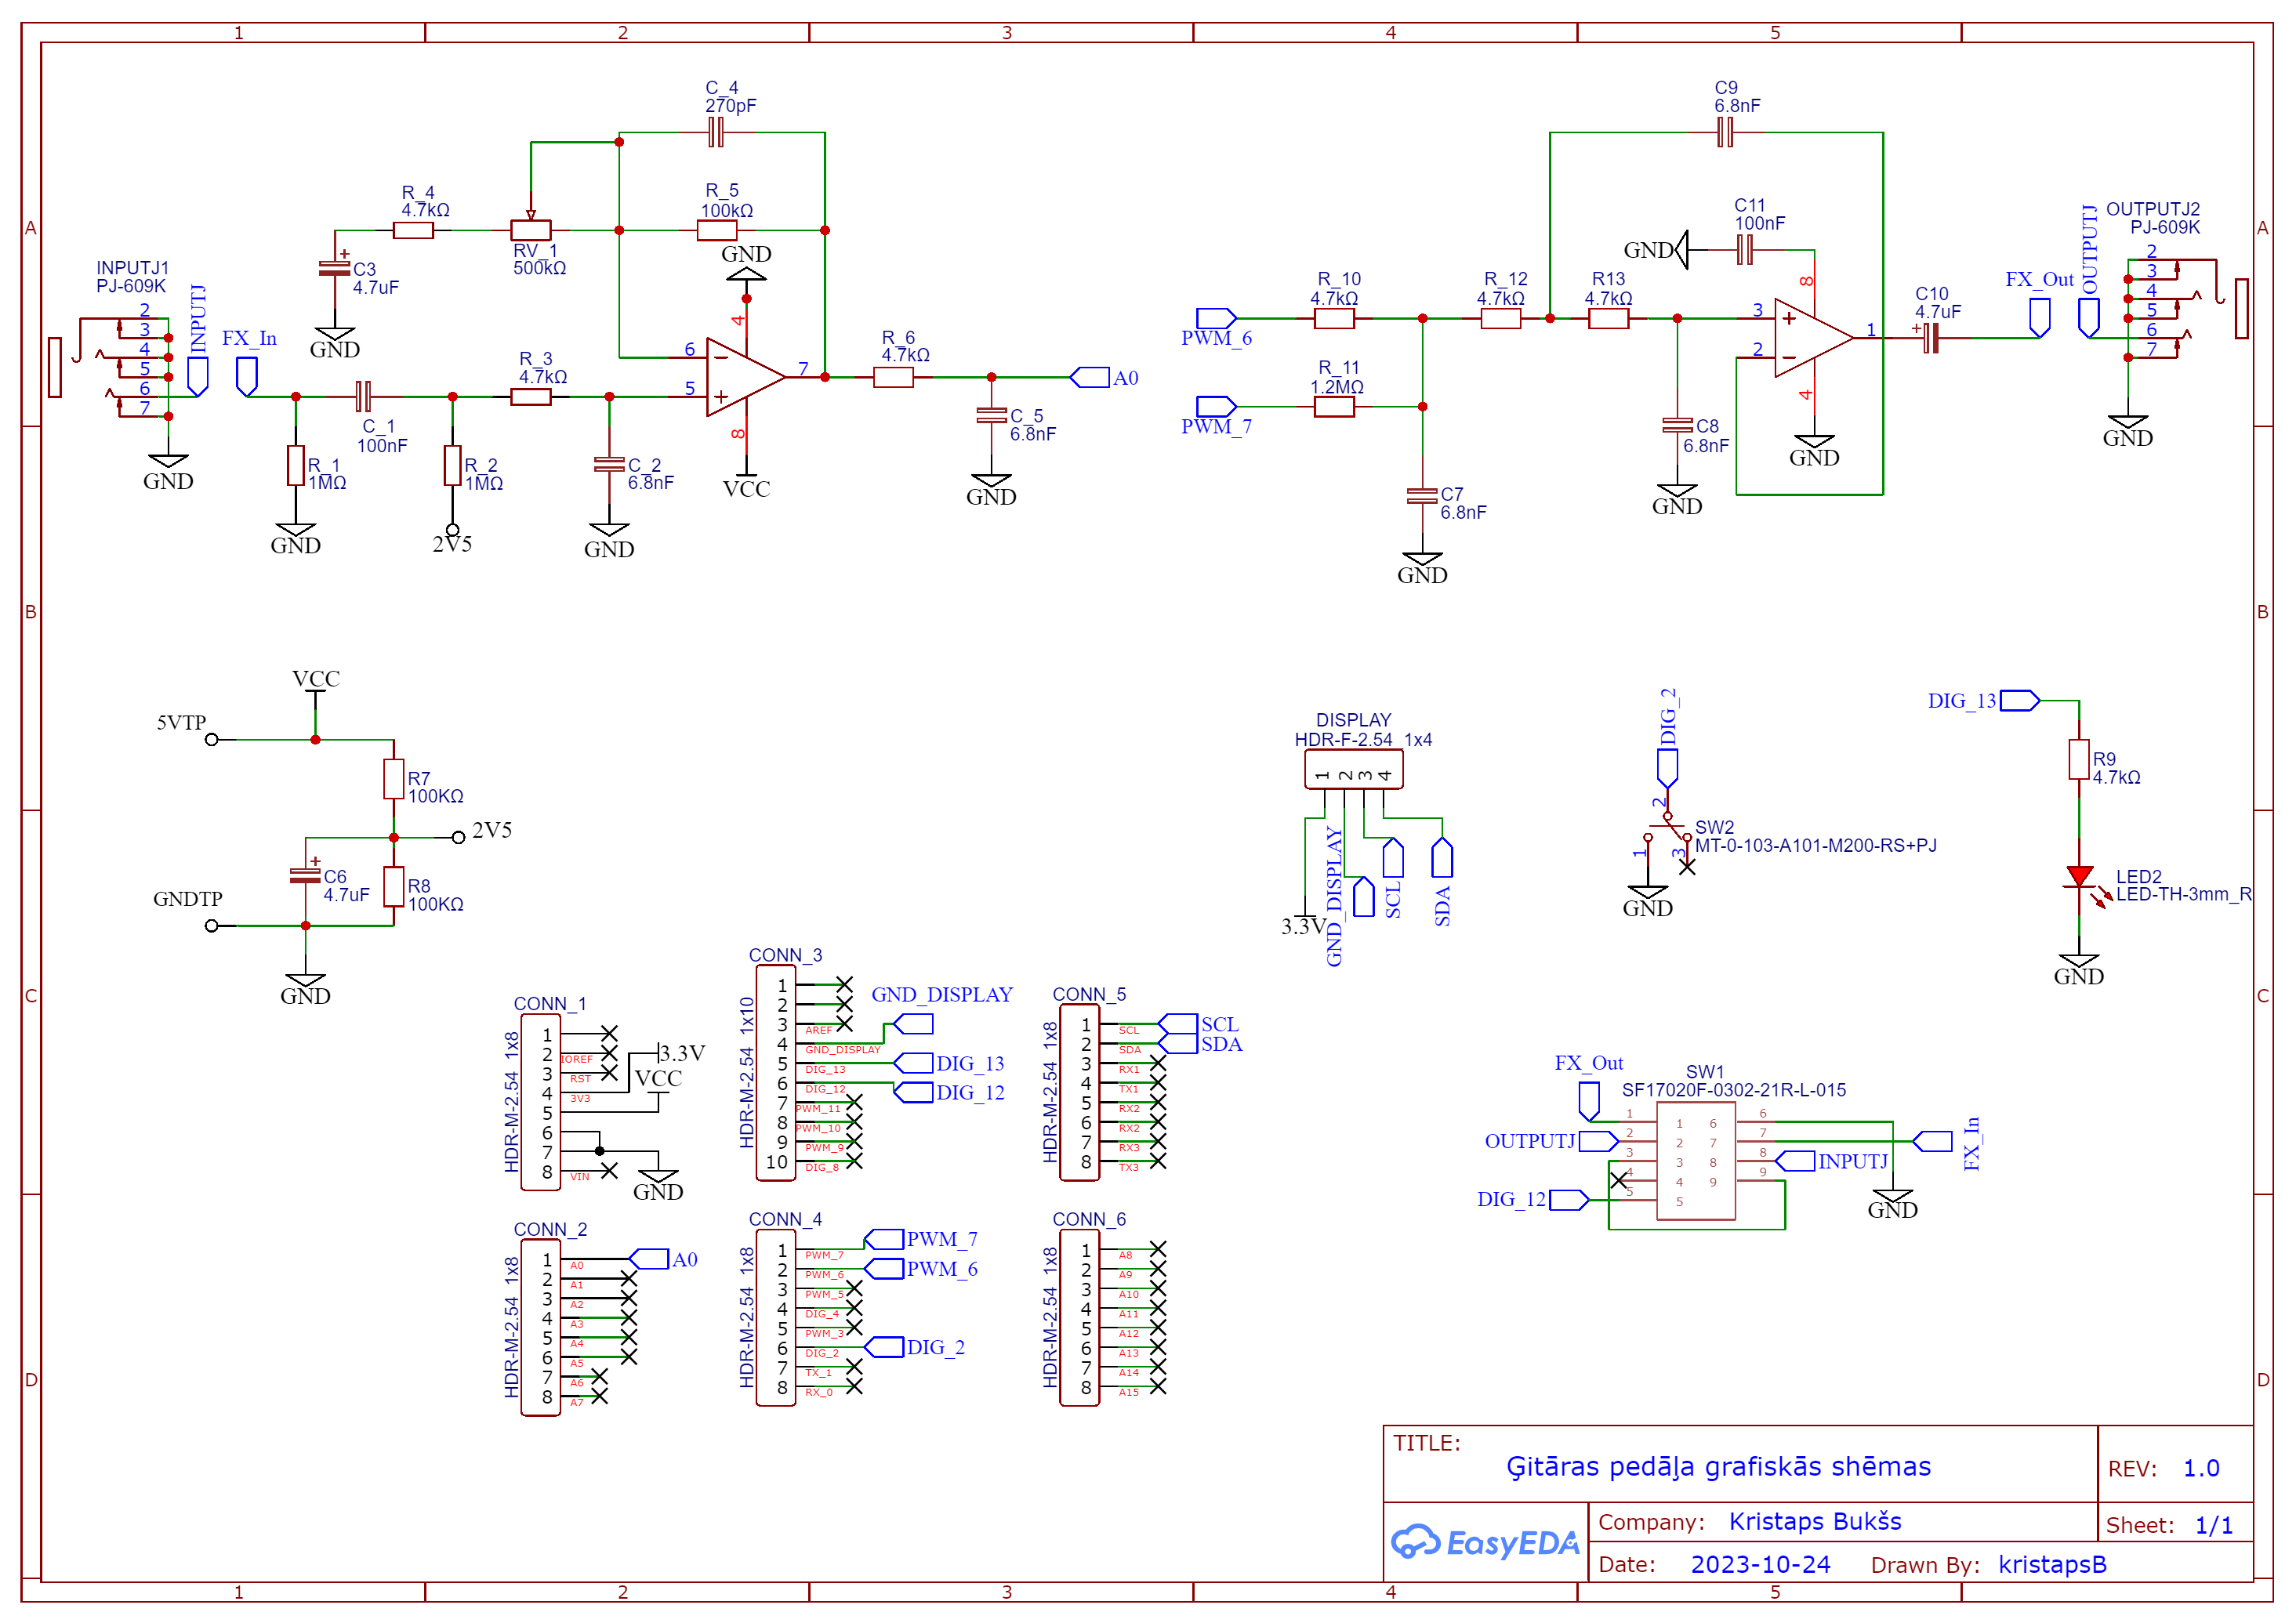 1 2 3 4 5
A
B
C
D
A
B
C
D
1 2 3 4 5
INPUTJ1
PJ-609K
2
3
4
5
6
7
INPUTJ
GND
FX_In
R_1
1MΩ
GND
C_1
100nF
R_2
1MΩ
2V5
C3
4.7uF
GND
R_4
4.7kΩ
RV_1
500kΩ
C_4
270pF
R_5
100kΩ
GND
R_3
4.7kΩ
C_2
6.8nF
GND
4
6
5
7
8
VCC
R_6
4.7kΩ
C_5
6.8nF
GND
A0
PWM_6
PWM_7
R_10
4.7kΩ
R_11
1.2MΩ
C7
6.8nF
GND
R_12
4.7kΩ
R13
4.7kΩ
C9
6.8nF
C11
100nF
GND
C8
6.8nF
GND
8
3
2
1
4
GND
C10
4.7uF
FX_Out
OUTPUTJ
OUTPUTJ2
PJ-609K
2
3
4
5
6
7
GND
VCC
5VTP
R7
100KΩ
2V5
C6
4.7uF
R8
100KΩ
GNDTP
GND
DISPLAY
HDR-F-2.54_1x4
1 2 3 4
3.3V
GND_DISPLAY
SCL
SDA
DIG_2
2
1
3
SW2
MT-0-103-A101-M200-RS+PJ
GND
DIG_13
R9
4.7kΩ
LED2
LED-TH-3mm_R
GND
CONN_1
HDR-M-2.54_1x8
1
2 IOREF
3 RST
4 3V3
5
6
7
8 VIN
3.3V
VCC
GND
CONN_2
HDR-M-2.54_1x8
1 A0
2 A1
3 A2
4 A3
5 A4
6 A5
7 A6
8 A7
A0
CONN_3
HDR-M-2.54_1x10
1
2
3 AREF
4 GND_DISPLAY
5 DIG_13
6 DIG_12
7 PWM_11
8 PWM_10
9 PWM_9
10 DIG_8
GND_DISPLAY
DIG_13
DIG_12
CONN_4
HDR-M-2.54_1x8
1 PWM_7
2 PWM_6
3 PWM_5
4 DIG_4
5 PWM_3
6 DIG_2
7 TX_1
8 RX_0
PWM_7
PWM_6
DIG_2
CONN_5
HDR-M-2.54_1x8
1 SCL
2 SDA
3 RX1
4 TX1
5 RX2
6 RX2
7 RX3
8 TX3
SCL
SDA
CONN_6
HDR-M-2.54_1x8
1 A8
2 A9
3 A10
4 A11
5 A12
6 A13
7 A14
8 A15
FX_Out
SW1
SF17020F-0302-21R-L-015
OUTPUTJ
DIG_12
1 1 6 6
2 2 7 7
3 3 8 8
4 4 9 9
5 5
INPUTJ
FX_In
GND
TITLE:
Ģitāras pedāļa grafiskās shēmas
REV: 1.0
EasyEDA
Company: Kristaps Bukšs
Sheet: 1/1
Date: 2023-10-24 Drawn By: kristapsB